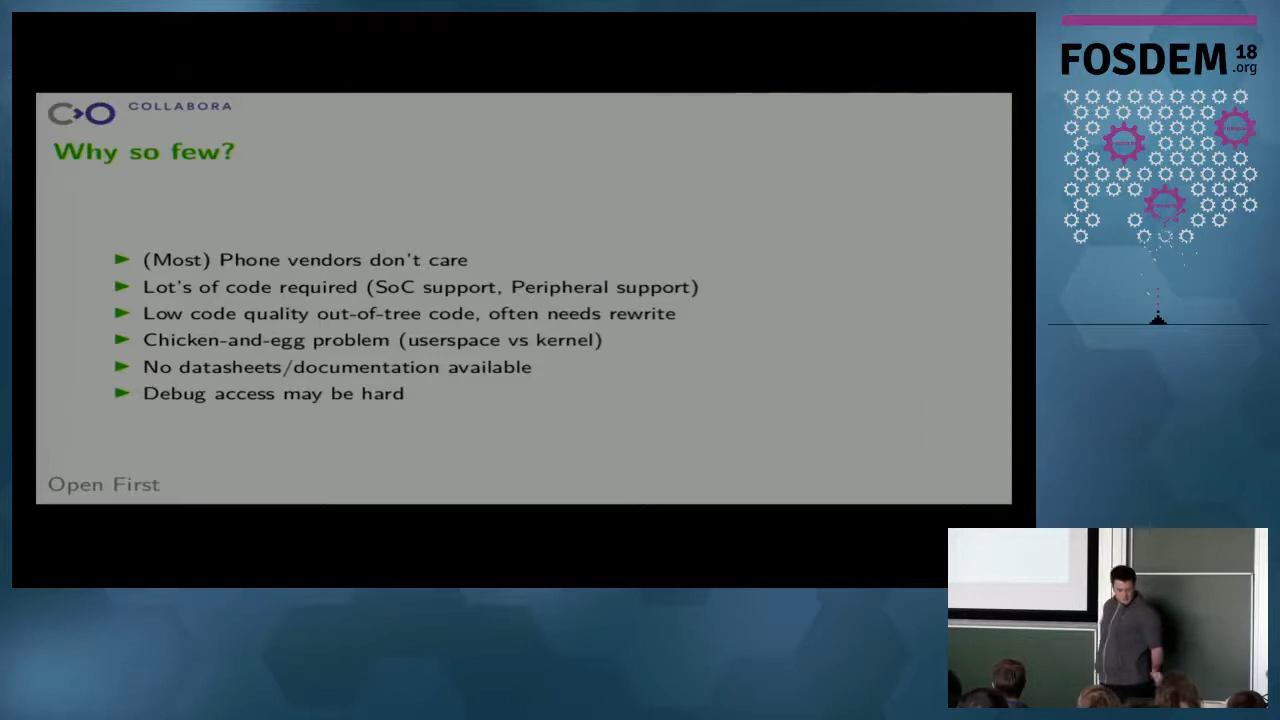 COLLABORA
Why so few?
(Most) Phone vendors don't care
Lot's of code required (SoC support, Peripheral support)
Low code quality out-of-tree code, often needs rewrite
Chicken-and-egg problem (userspace vs kernel)
No datasheets/documentation available
Debug access may be hard
Open First
FOSDEM 18
.org